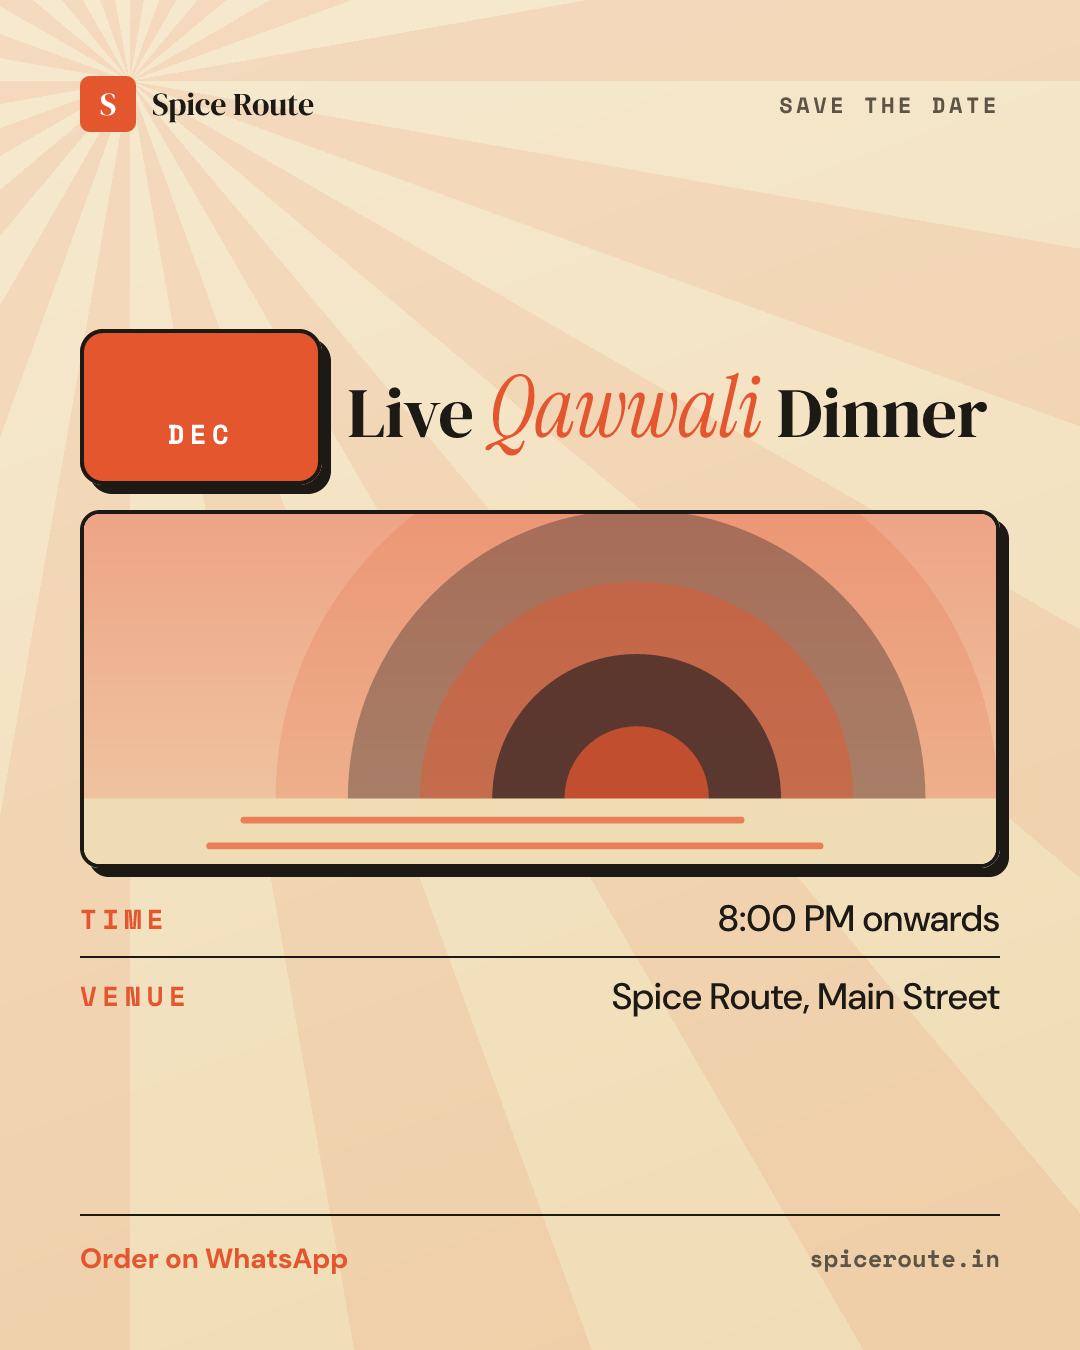 S
Spice Route
SAVE THE DATE
DEC
Live Qawwali Dinner
TIME
8:00 PM onwards
VENUE
Spice Route, Main Street
Order on WhatsApp
spiceroute.in